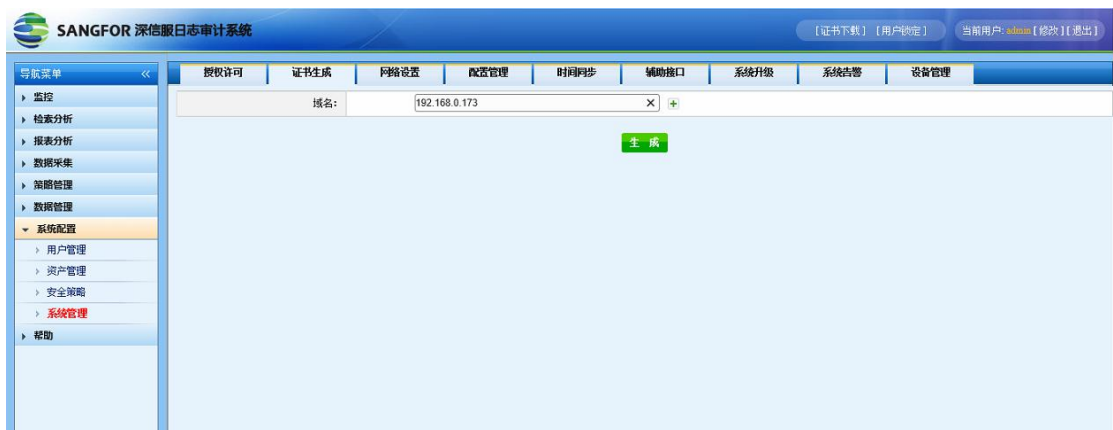 SANGFOR 深信服日志审计系统
[证书下载] [用户锁定] 当前用户: admin [修改] [退出]
导航菜单 «
授权许可 证书生成 网络设置 配置管理 时间同步 辅助接口 系统升级 系统告警 设备管理
监控
域名: 192.168.0.173 × +
检索分析
报表分析
生 成
数据采集
策略管理
数据管理
系统配置
用户管理
资产管理
安全策略
系统管理
帮助